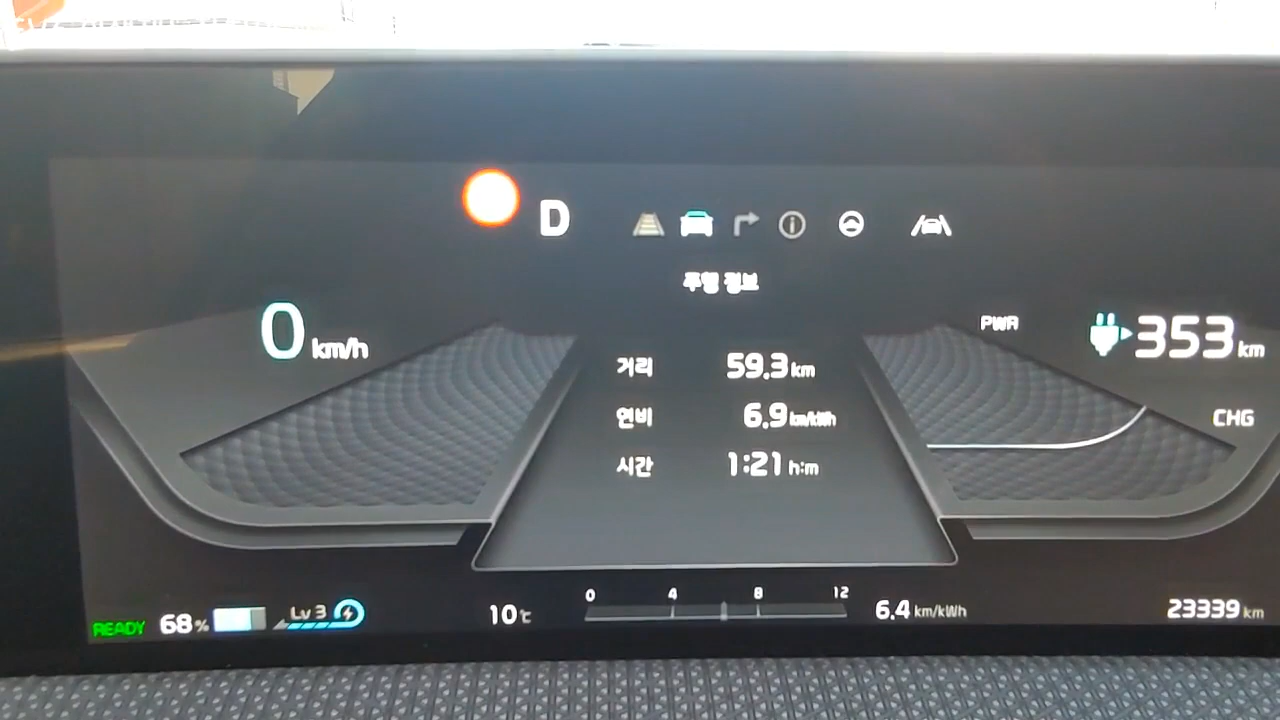 D
주행 정보
0 km/h
PWR
353 km
거리 59.3 km
연비 6.9 km/kWh
CHG
시간 1:21 h:m
0 4 8 12
READY 68% Lv 3 10℃ 6.4 km/kWh 23339 km